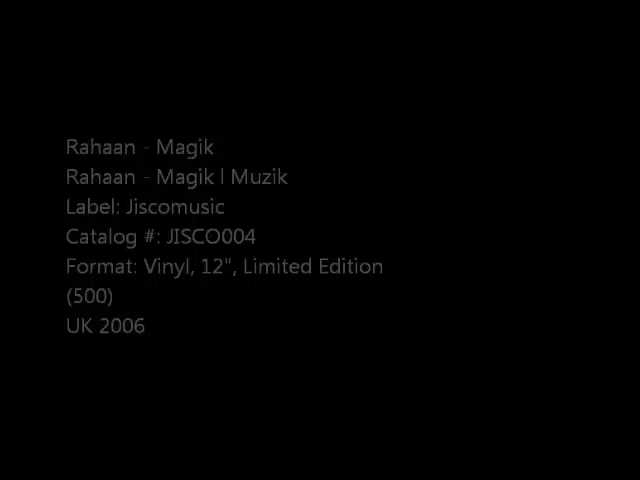 Rahaan - Magik
Rahaan - Magik l Muzik
Label: Jiscomusic
Catalog #: JISCO004
Format: Vinyl, 12", Limited Edition
(500)
UK 2006